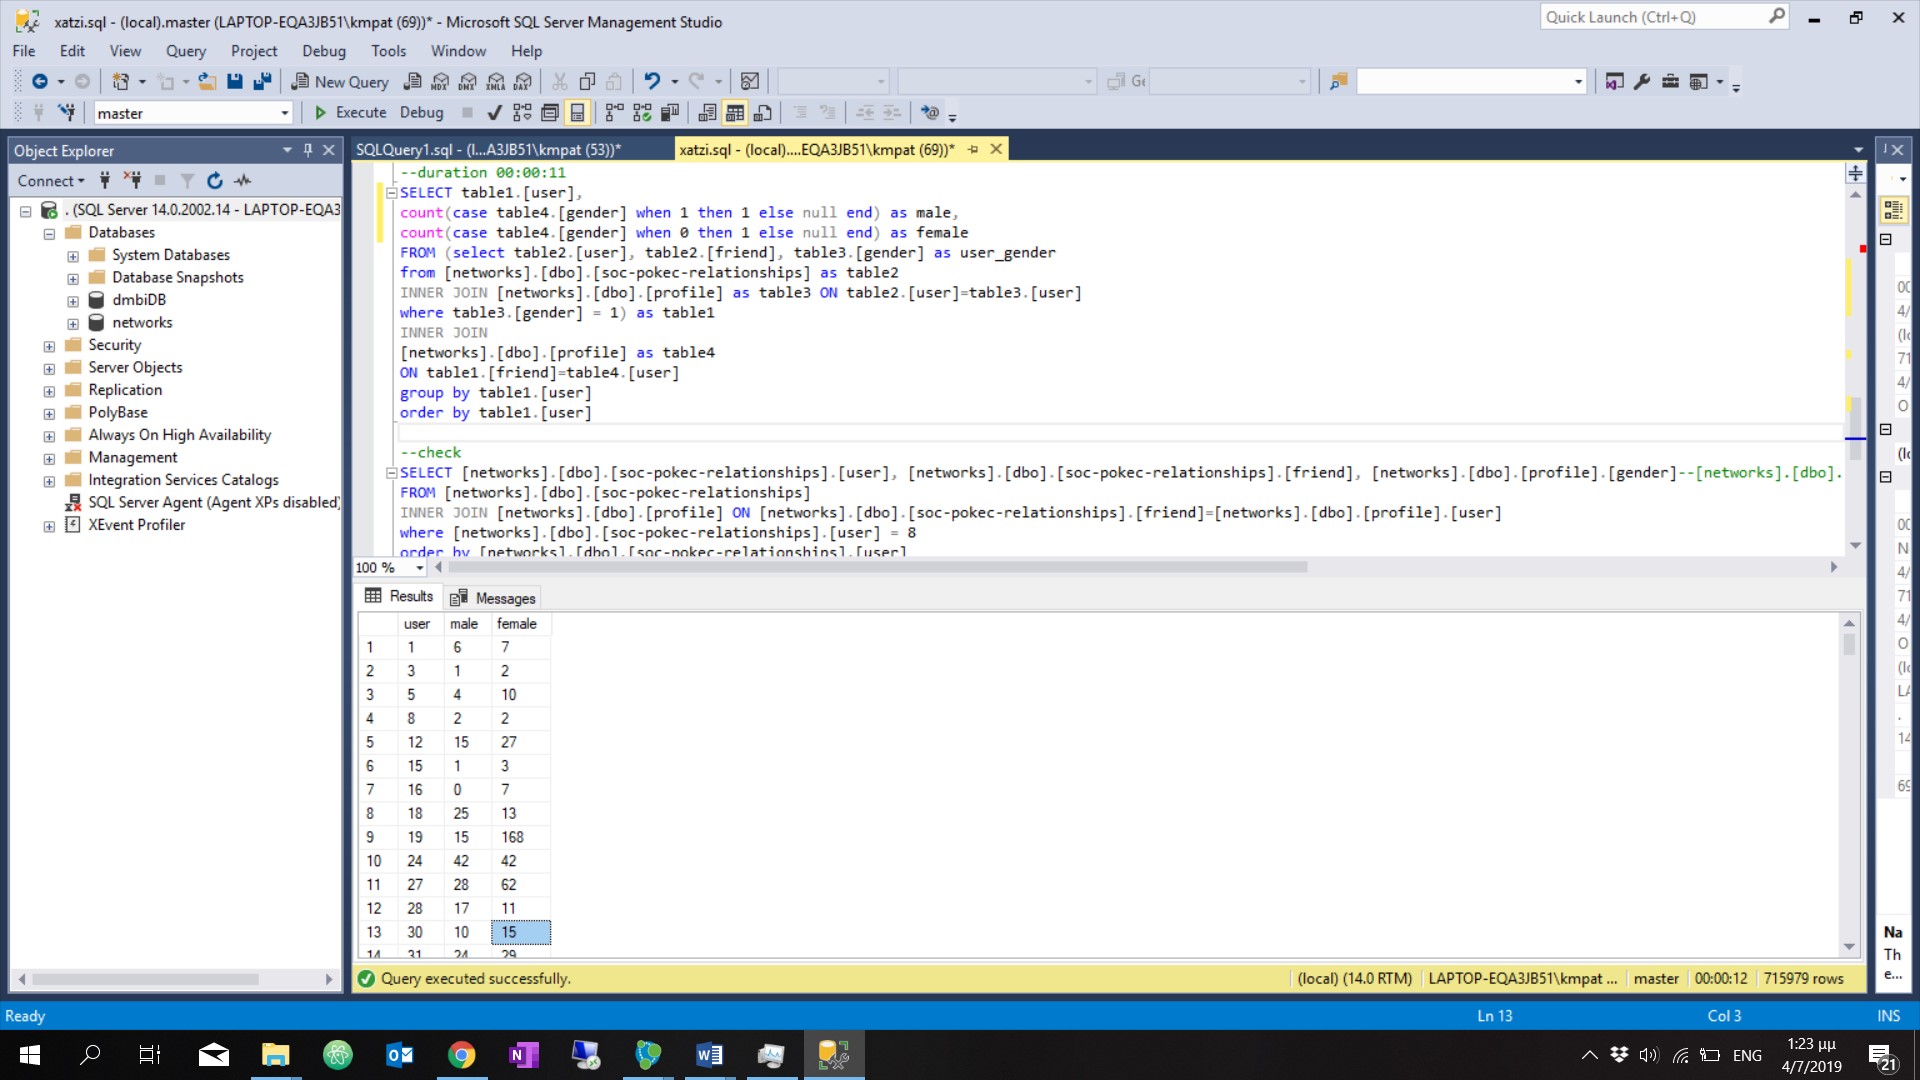 xatzi.sql - (local).master (LAPTOP-EQA3JB51\kmpat (69))* - Microsoft SQL Server Management Studio
Quick Launch (Ctrl+Q)
File Edit View Query Project Debug Tools Window Help
New Query MDX DMX XMLA DAX
master Execute Debug
Object Explorer
Connect
. (SQL Server 14.0.2002.14 - LAPTOP-EQA3
Databases
System Databases
Database Snapshots
dmbiDB
networks
Security
Server Objects
Replication
PolyBase
Always On High Availability
Management
Integration Services Catalogs
SQL Server Agent (Agent XPs disabled)
XEvent Profiler
SQLQuery1.sql - (l...A3JB51\kmpat (53))*
xatzi.sql - (local)....EQA3JB51\kmpat (69))*
--duration 00:00:11
SELECT table1.[user],
count(case table4.[gender] when 1 then 1 else null end) as male,
count(case table4.[gender] when 0 then 1 else null end) as female
FROM (select table2.[user], table2.[friend], table3.[gender] as user_gender
from [networks].[dbo].[soc-pokec-relationships] as table2
INNER JOIN [networks].[dbo].[profile] as table3 ON table2.[user]=table3.[user]
where table3.[gender] = 1) as table1
INNER JOIN
[networks].[dbo].[profile] as table4
ON table1.[friend]=table4.[user]
group by table1.[user]
order by table1.[user]
--check
SELECT [networks].[dbo].[soc-pokec-relationships].[user], [networks].[dbo].[soc-pokec-relationships].[friend], [networks].[dbo].[profile].[gender]--[networks].[dbo].
FROM [networks].[dbo].[soc-pokec-relationships]
INNER JOIN [networks].[dbo].[profile] ON [networks].[dbo].[soc-pokec-relationships].[friend]=[networks].[dbo].[profile].[user]
where [networks].[dbo].[soc-pokec-relationships].[user] = 8
order by [networks].[dbo].[soc-pokec-relationships].[user]
100 %
Results Messages
user male female
1 1 6 7
2 3 1 2
3 5 4 10
4 8 2 2
5 12 15 27
6 15 1 3
7 16 0 7
8 18 25 13
9 19 15 168
10 24 42 42
11 27 28 62
12 28 17 11
13 30 10 15
14 31 24 29
Query executed successfully.
(local) (14.0 RTM) LAPTOP-EQA3JB51\kmpat ... master 00:00:12 715979 rows
Na
Th
e...
Ready
Ln 13 Col 3 INS
ENG
1:23 μμ
4/7/2019
21